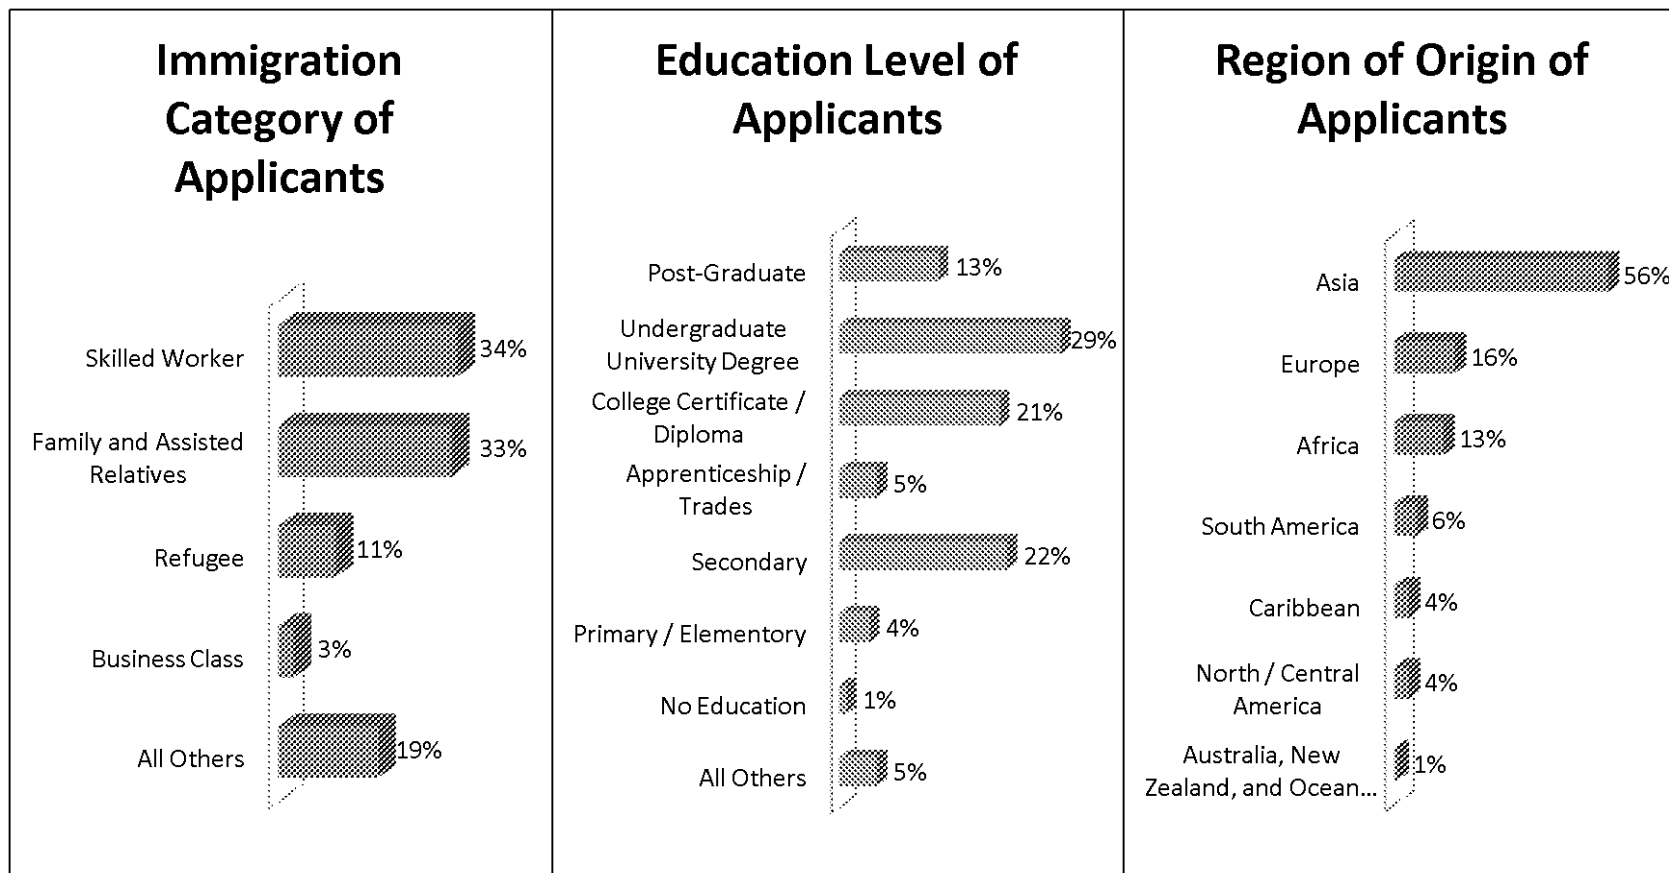 Immigration
Category of
Applicants
Skilled Worker
34%
Family and Assisted
Relatives
33%
Refugee
11%
Business Class
3%
All Others
19%
Education Level of
Applicants
Post-Graduate
13%
Undergraduate
University Degree
29%
College Certificate /
Diploma
21%
Apprenticeship /
Trades
5%
Secondary
22%
Primary / Elementory
4%
No Education
1%
All Others
5%
Region of Origin of
Applicants
Asia
56%
Europe
16%
Africa
13%
South America
6%
Caribbean
4%
North / Central
America
4%
Australia, New
Zealand, and Ocean...
1%